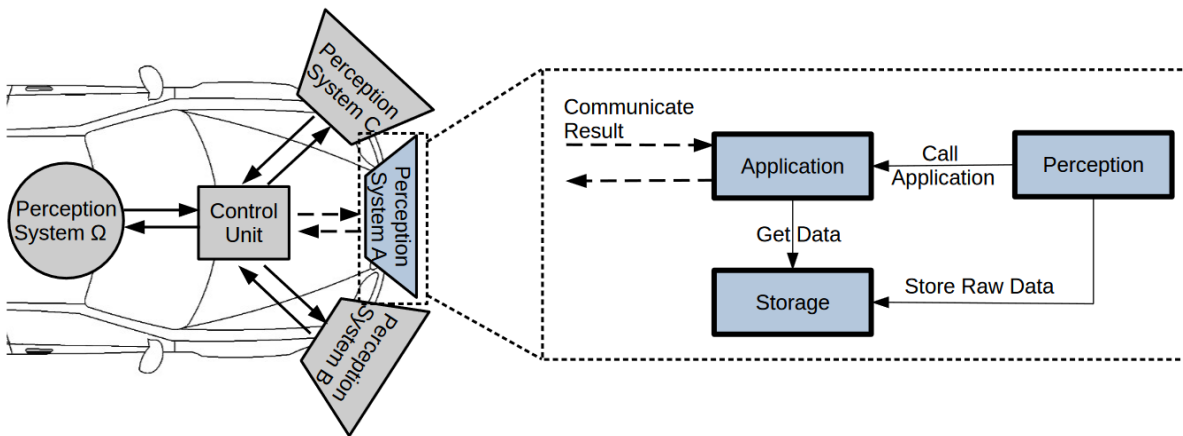 Perception
System C
Perception
System Ω
Control
Unit
Perception
System A
Perception
System B
Communicate
Result
Application
Call
Application
Perception
Get Data
Storage
Store Raw Data